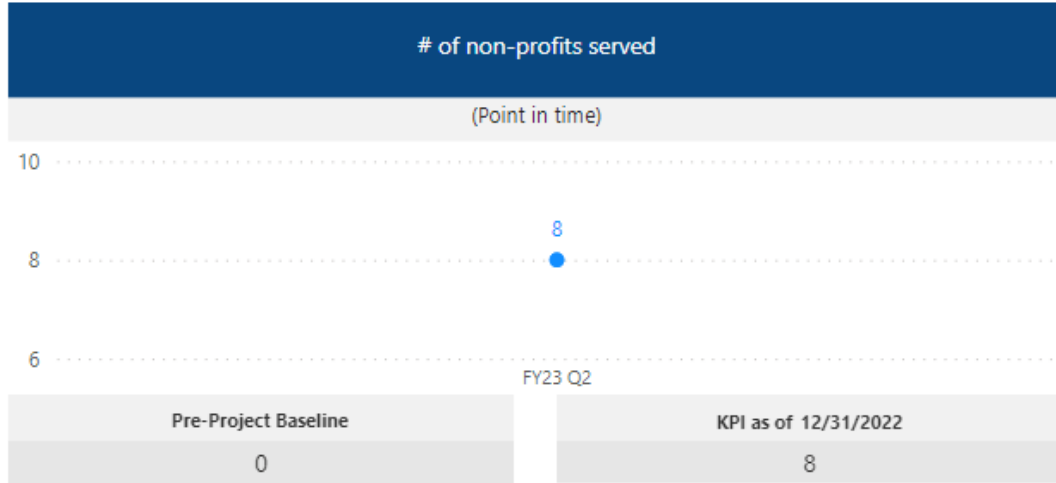 # of non-profits served
(Point in time)
10
8
8
6
FY23 Q2
Pre-Project Baseline
KPI as of 12/31/2022
0
8